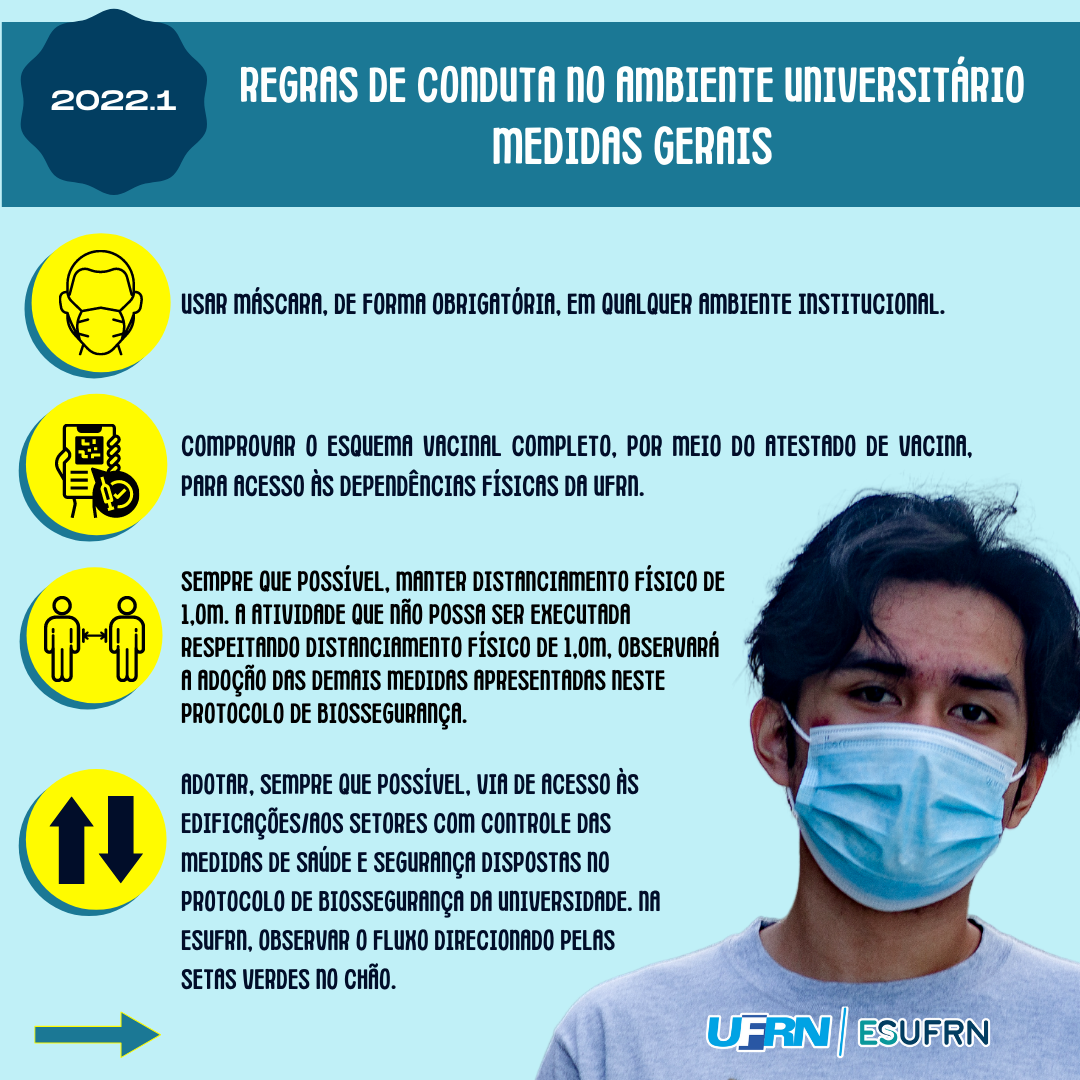 2022.1
REGRAS DE CONDUTA NO AMBIENTE UNIVERSITÁRIO
MEDIDAS GERAIS
USAR MÁSCARA, DE FORMA OBRIGATÓRIA, EM QUALQUER AMBIENTE INSTITUCIONAL.
COMPROVAR O ESQUEMA VACINAL COMPLETO, POR MEIO DO ATESTADO DE VACINA,
PARA ACESSO ÀS DEPENDÊNCIAS FÍSICAS DA UFRN.
SEMPRE QUE POSSÍVEL, MANTER DISTANCIAMENTO FÍSICO DE
1,0M. A ATIVIDADE QUE NÃO POSSA SER EXECUTADA
RESPEITANDO DISTANCIAMENTO FÍSICO DE 1,0M, OBSERVARÁ
A ADOÇÃO DAS DEMAIS MEDIDAS APRESENTADAS NESTE
PROTOCOLO DE BIOSSEGURANÇA.
ADOTAR, SEMPRE QUE POSSÍVEL, VIA DE ACESSO ÀS
EDIFICAÇÕES/AOS SETORES COM CONTROLE DAS
MEDIDAS DE SAÚDE E SEGURANÇA DISPOSTAS NO
PROTOCOLO DE BIOSSEGURANÇA DA UNIVERSIDADE. NA
ESUFRN, OBSERVAR O FLUXO DIRECIONADO PELAS
SETAS VERDES NO CHÃO.
UFRN | ESUFRN